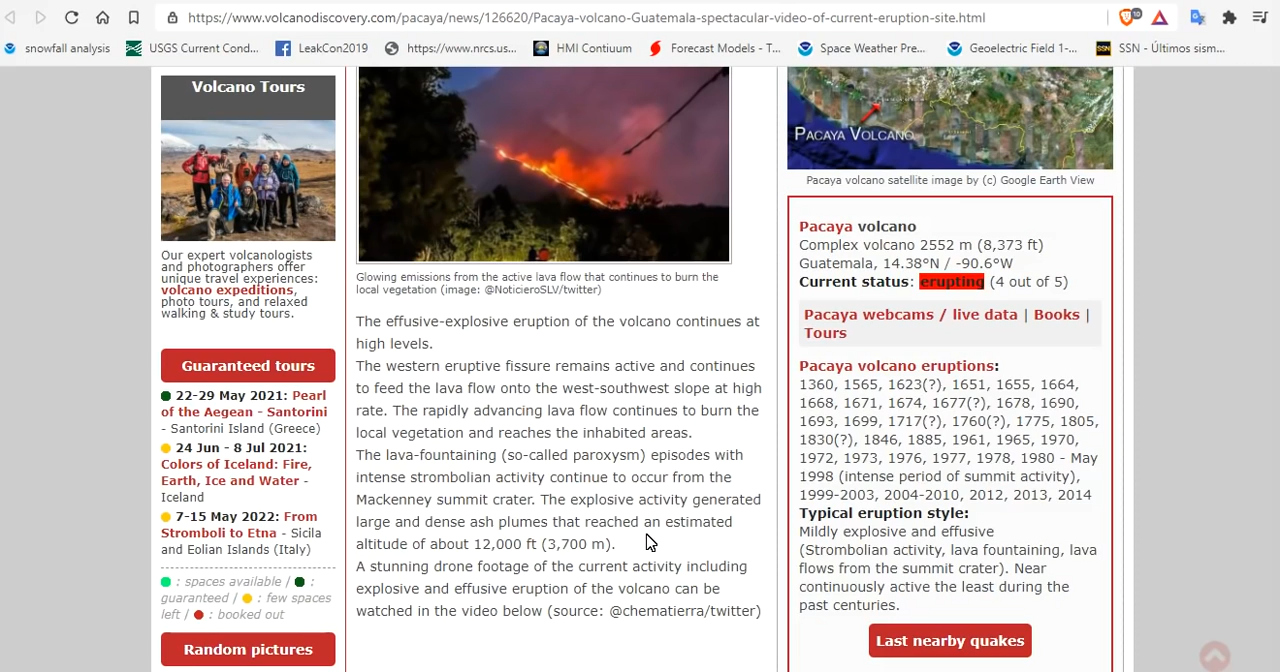 https://www.volcanodiscovery.com/pacaya/news/126620/Pacaya-volcano-Guatemala-spectacular-video-of-current-eruption-site.html
10
snowfall analysis
USGS Current Cond...
LeakCon2019
https://www.nrcs.us...
HMI Contiuum
Forecast Models - T...
Space Weather Pre...
Geoelectric Field 1-...
SSN - Últimos sism...
Volcano Tours
Our expert volcanologists
and photographers offer
unique travel experiences:
volcano expeditions,
photo tours, and relaxed
walking & study tours.
Guaranteed tours
22-29 May 2021: Pearl
of the Aegean - Santorini
- Santorini Island (Greece)
24 Jun - 8 Jul 2021:
Colors of Iceland: Fire,
Earth, Ice and Water -
Iceland
7-15 May 2022: From
Stromboli to Etna - Sicila
and Eolian Islands (Italy)
: spaces available / :
guaranteed / : few spaces
left / : booked out
Random pictures
Glowing emissions from the active lava flow that continues to burn the
local vegetation (image: @NoticieroSLV/twitter)
The effusive-explosive eruption of the volcano continues at
high levels.
The western eruptive fissure remains active and continues
to feed the lava flow onto the west-southwest slope at high
rate. The rapidly advancing lava flow continues to burn the
local vegetation and reaches the inhabited areas.
The lava-fountaining (so-called paroxysm) episodes with
intense strombolian activity continue to occur from the
Mackenney summit crater. The explosive activity generated
large and dense ash plumes that reached an estimated
altitude of about 12,000 ft (3,700 m).
A stunning drone footage of the current activity including
explosive and effusive eruption of the volcano can be
watched in the video below (source: @chematierra/twitter)
PACAYA VOLCANO
Pacaya volcano satellite image by (c) Google Earth View
Pacaya volcano
Complex volcano 2552 m (8,373 ft)
Guatemala, 14.38°N / -90.6°W
Current status: erupting (4 out of 5)
Pacaya webcams / live data | Books |
Tours
Pacaya volcano eruptions:
1360, 1565, 1623(?), 1651, 1655, 1664,
1668, 1671, 1674, 1677(?), 1678, 1690,
1693, 1699, 1717(?), 1760(?), 1775, 1805,
1830(?), 1846, 1885, 1961, 1965, 1970,
1972, 1973, 1976, 1977, 1978, 1980 - May
1998 (intense period of summit activity),
1999-2003, 2004-2010, 2012, 2013, 2014
Typical eruption style:
Mildly explosive and effusive
(Strombolian activity, lava fountaining, lava
flows from the summit crater). Near
continuously active the least during the
past centuries.
Last nearby quakes